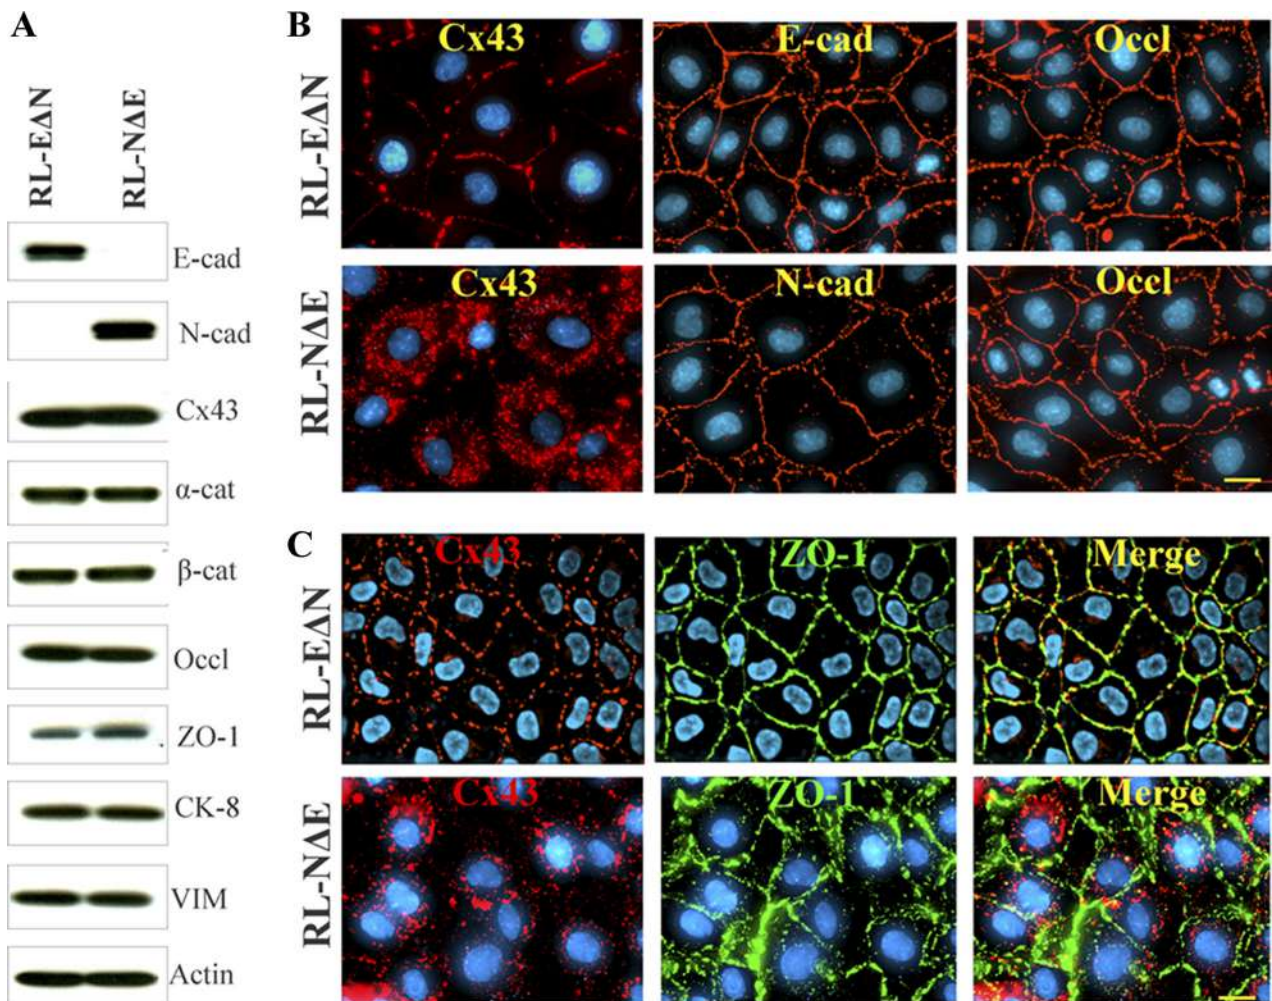 A
RL-EΔN
RL-NΔE
E-cad
N-cad
Cx43
α-cat
β-cat
Occl
ZO-1
CK-8
VIM
Actin
B
RL-EΔN
Cx43
E-cad
Occl
RL-NΔE
Cx43
N-cad
Occl
C
RL-EΔN
Cx43
ZO-1
Merge
RL-NΔE
Cx43
ZO-1
Merge